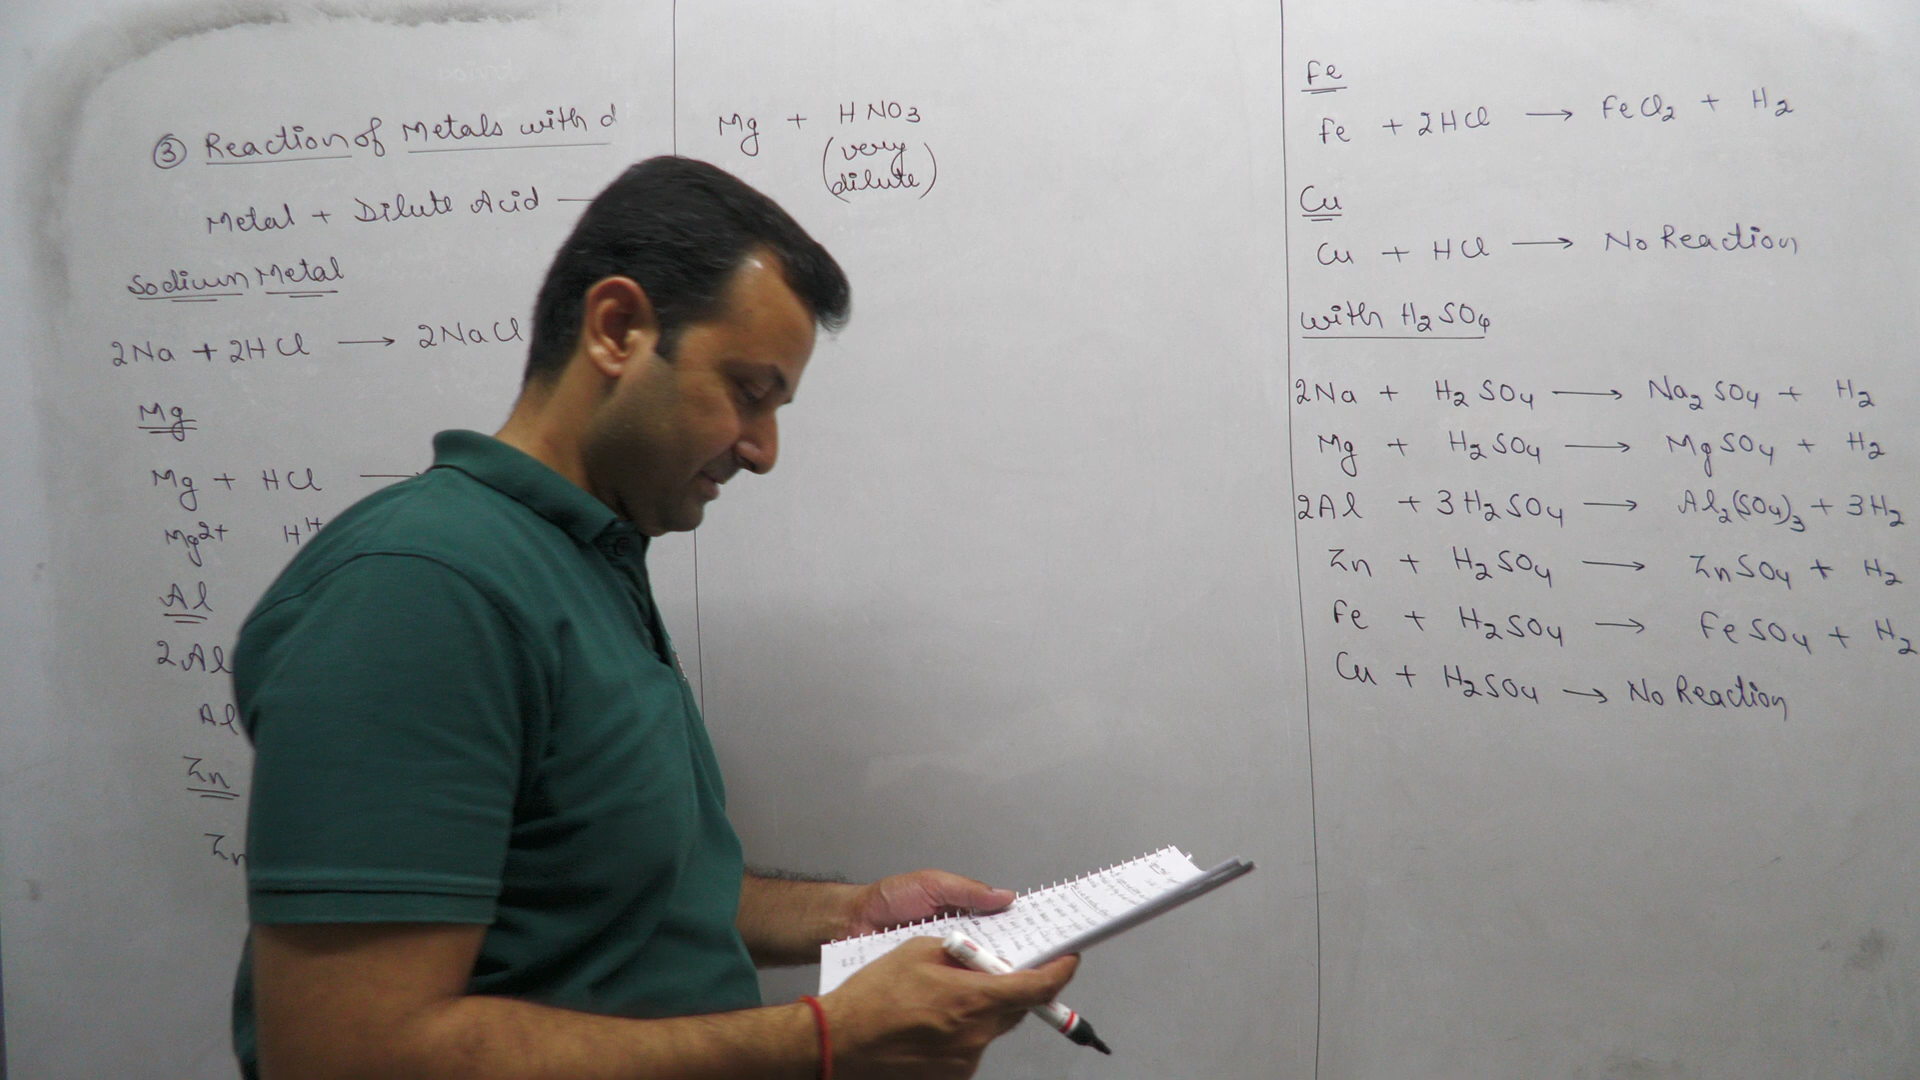 ③ Reaction of Metals with d
Metal + Dilute Acid —
Sodium Metal
2Na + 2HCl → 2NaCl
Mg
Mg + HCl —
Mg2+ H1+
Al
2Al
Al
Zn
Zn
Mg + HNO3
(very
dilute)
Fe
Fe + 2HCl → FeCl2 + H2
Cu
Cu + HCl → No Reaction
with H2SO4
2Na + H2SO4 → Na2SO4 + H2
Mg + H2SO4 → MgSO4 + H2
2Al + 3H2SO4 → Al2(SO4)3 + 3H2
Zn + H2SO4 → ZnSO4 + H2
Fe + H2SO4 → FeSO4 + H2
Cu + H2SO4 → No Reaction